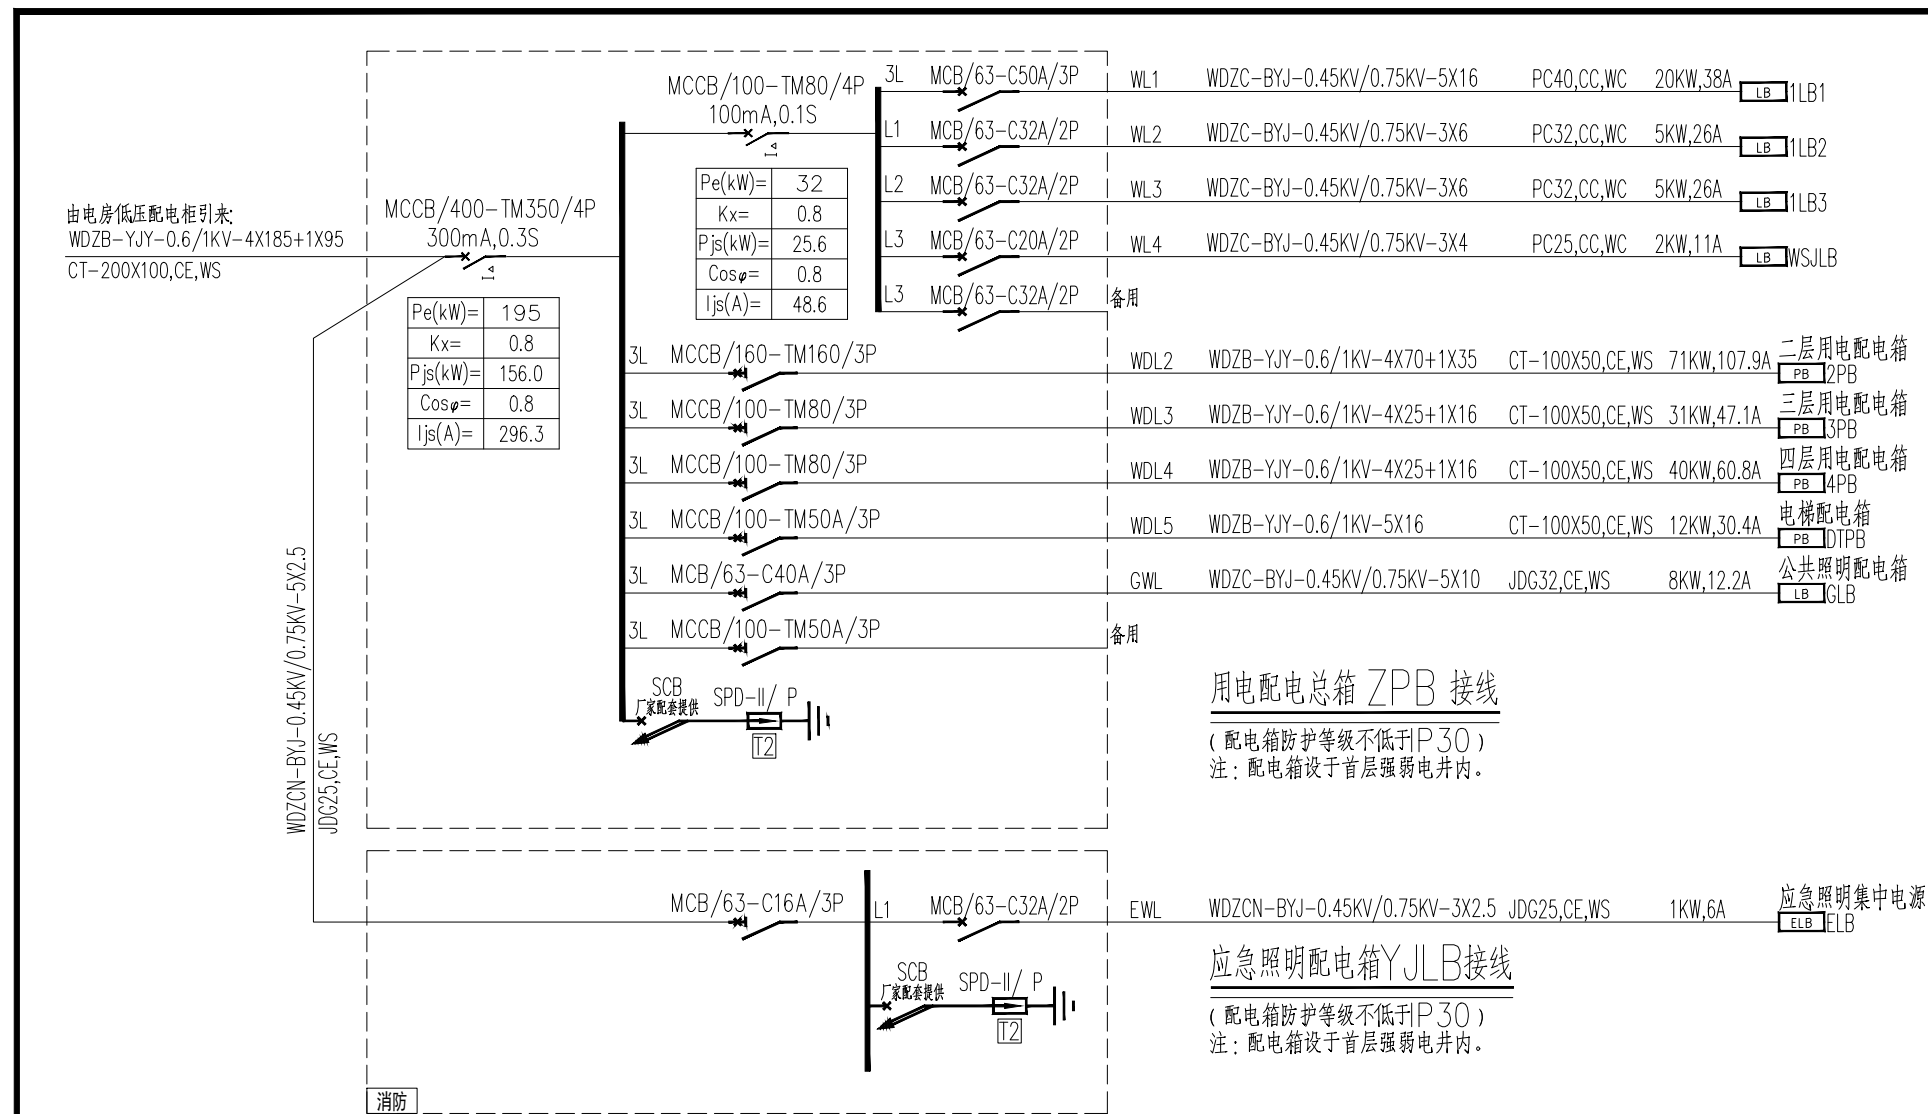 由电房低压配电柜引来:
WDZB-YJY-0.6/1KV-4X185+1X95
CT-200X100,CE,WS
MCCB/400-TM350/4P
300mA,0.3S
I
Pe(kW)= 195
Kx= 0.8
Pjs(kW)= 156.0
Cosφ= 0.8
Ijs(A)= 296.3
MCCB/100-TM80/4P
100mA,0.1S
I
Pe(kW)= 32
Kx= 0.8
Pjs(kW)= 25.6
Cosφ= 0.8
Ijs(A)= 48.6
3L MCB/63-C50A/3P WL1 WDZC-BYJ-0.45KV/0.75KV-5X16 PC40,CC,WC 20KW,38A LB 1LB1
L1 MCB/63-C32A/2P WL2 WDZC-BYJ-0.45KV/0.75KV-3X6 PC32,CC,WC 5KW,26A LB 1LB2
L2 MCB/63-C32A/2P WL3 WDZC-BYJ-0.45KV/0.75KV-3X6 PC32,CC,WC 5KW,26A LB 1LB3
L3 MCB/63-C20A/2P WL4 WDZC-BYJ-0.45KV/0.75KV-3X4 PC25,CC,WC 2KW,11A LB WSJLB
L3 MCB/63-C32A/2P 备用
3L MCCB/160-TM160/3P WDL2 WDZB-YJY-0.6/1KV-4X70+1X35 CT-100X50,CE,WS 71KW,107.9A 二层用电配电箱
PB 2PB
3L MCCB/100-TM80/3P WDL3 WDZB-YJY-0.6/1KV-4X25+1X16 CT-100X50,CE,WS 31KW,47.1A 三层用电配电箱
PB 3PB
3L MCCB/100-TM80/3P WDL4 WDZB-YJY-0.6/1KV-4X25+1X16 CT-100X50,CE,WS 40KW,60.8A 四层用电配电箱
PB 4PB
3L MCCB/100-TM50A/3P WDL5 WDZB-YJY-0.6/1KV-5X16 CT-100X50,CE,WS 12KW,30.4A 电梯配电箱
PB DTPB
3L MCB/63-C40A/3P GWL WDZC-BYJ-0.45KV/0.75KV-5X10 JDG32,CE,WS 8KW,12.2A 公共照明配电箱
LB GLB
3L MCCB/100-TM50A/3P 备用
SCB
厂家配套提供
SPD-II/ P
T2
用电配电总箱 ZPB 接线
(配电箱防护等级不低于IP30)
注:配电箱设于首层强弱电井内。
WDZCN-BYJ-0.45KV/0.75KV-5X2.5
JDG25,CE,WS
MCB/63-C16A/3P L1 MCB/63-C32A/2P EWL WDZCN-BYJ-0.45KV/0.75KV-3X2.5 JDG25,CE,WS 1KW,6A 应急照明集中电源
ELB ELB
SCB
厂家配套提供
SPD-II/ P
T2
应急照明配电箱YJLB接线
(配电箱防护等级不低于IP30)
注:配电箱设于首层强弱电井内。
消防